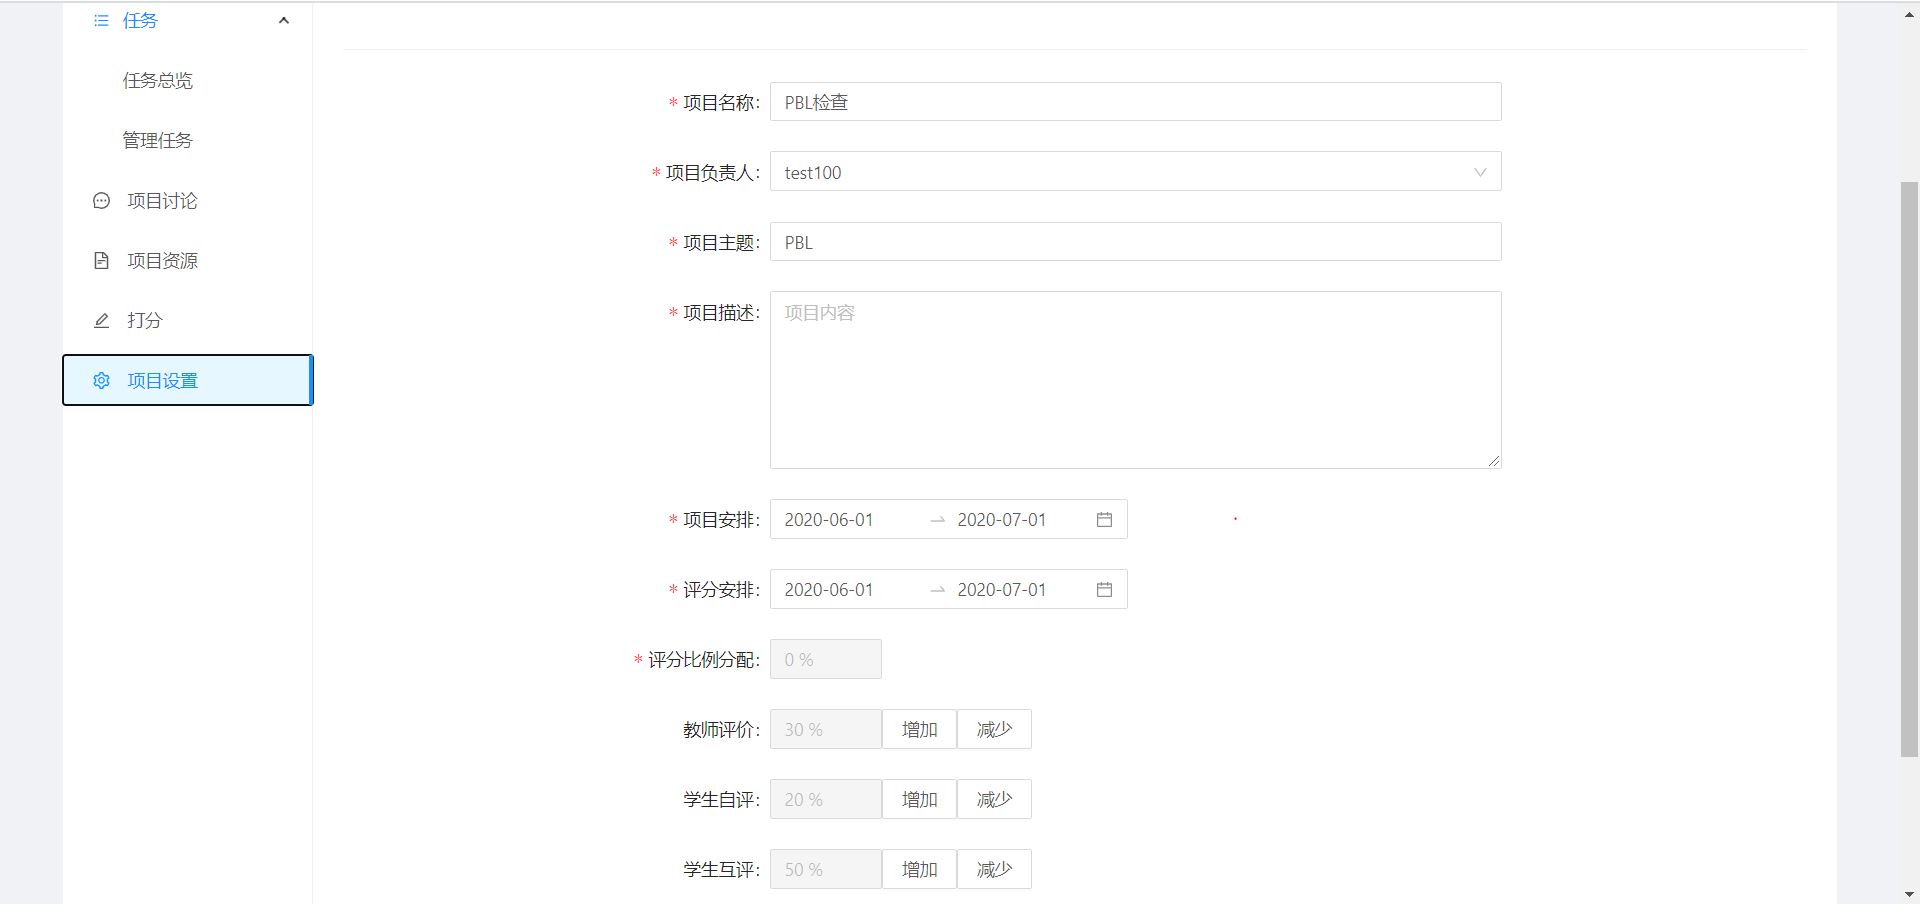 任务
任务总览
管理任务
项目讨论
项目资源
打分
项目设置
* 项目名称: PBL检查
* 项目负责人: test100
* 项目主题: PBL
* 项目描述: 项目内容
* 项目安排: 2020-06-01 → 2020-07-01
* 评分安排: 2020-06-01 → 2020-07-01
* 评分比例分配: 0 %
教师评价: 30 % 增加 减少
学生自评: 20 % 增加 减少
学生互评: 50 % 增加 减少